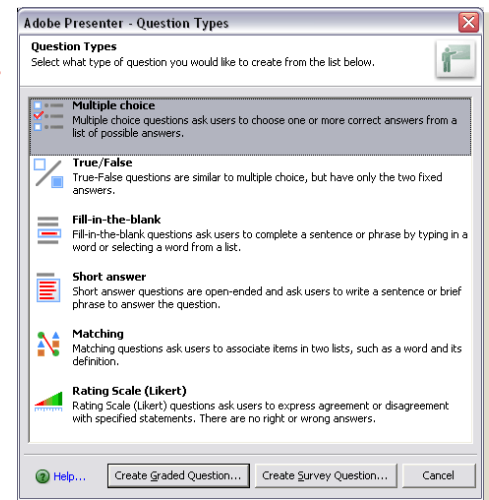 Adobe Presenter - Question Types
Question Types
Select what type of question you would like to create from the list below.
Multiple choice
Multiple choice questions ask users to choose one or more correct answers from a
list of possible answers.
True/False
True-False questions are similar to multiple choice, but have only the two fixed
answers.
Fill-in-the-blank
Fill-in-the-blank questions ask users to complete a sentence or phrase by typing in a
word or selecting a word from a list.
Short answer
Short answer questions are open-ended and ask users to write a sentence or brief
phrase to answer the question.
Matching
Matching questions ask users to associate items in two lists, such as a word and its
definition.
Rating Scale (Likert)
Rating Scale (Likert) questions ask users to express agreement or disagreement
with specified statements. There are no right or wrong answers.
Help... Create Graded Question... Create Survey Question... Cancel